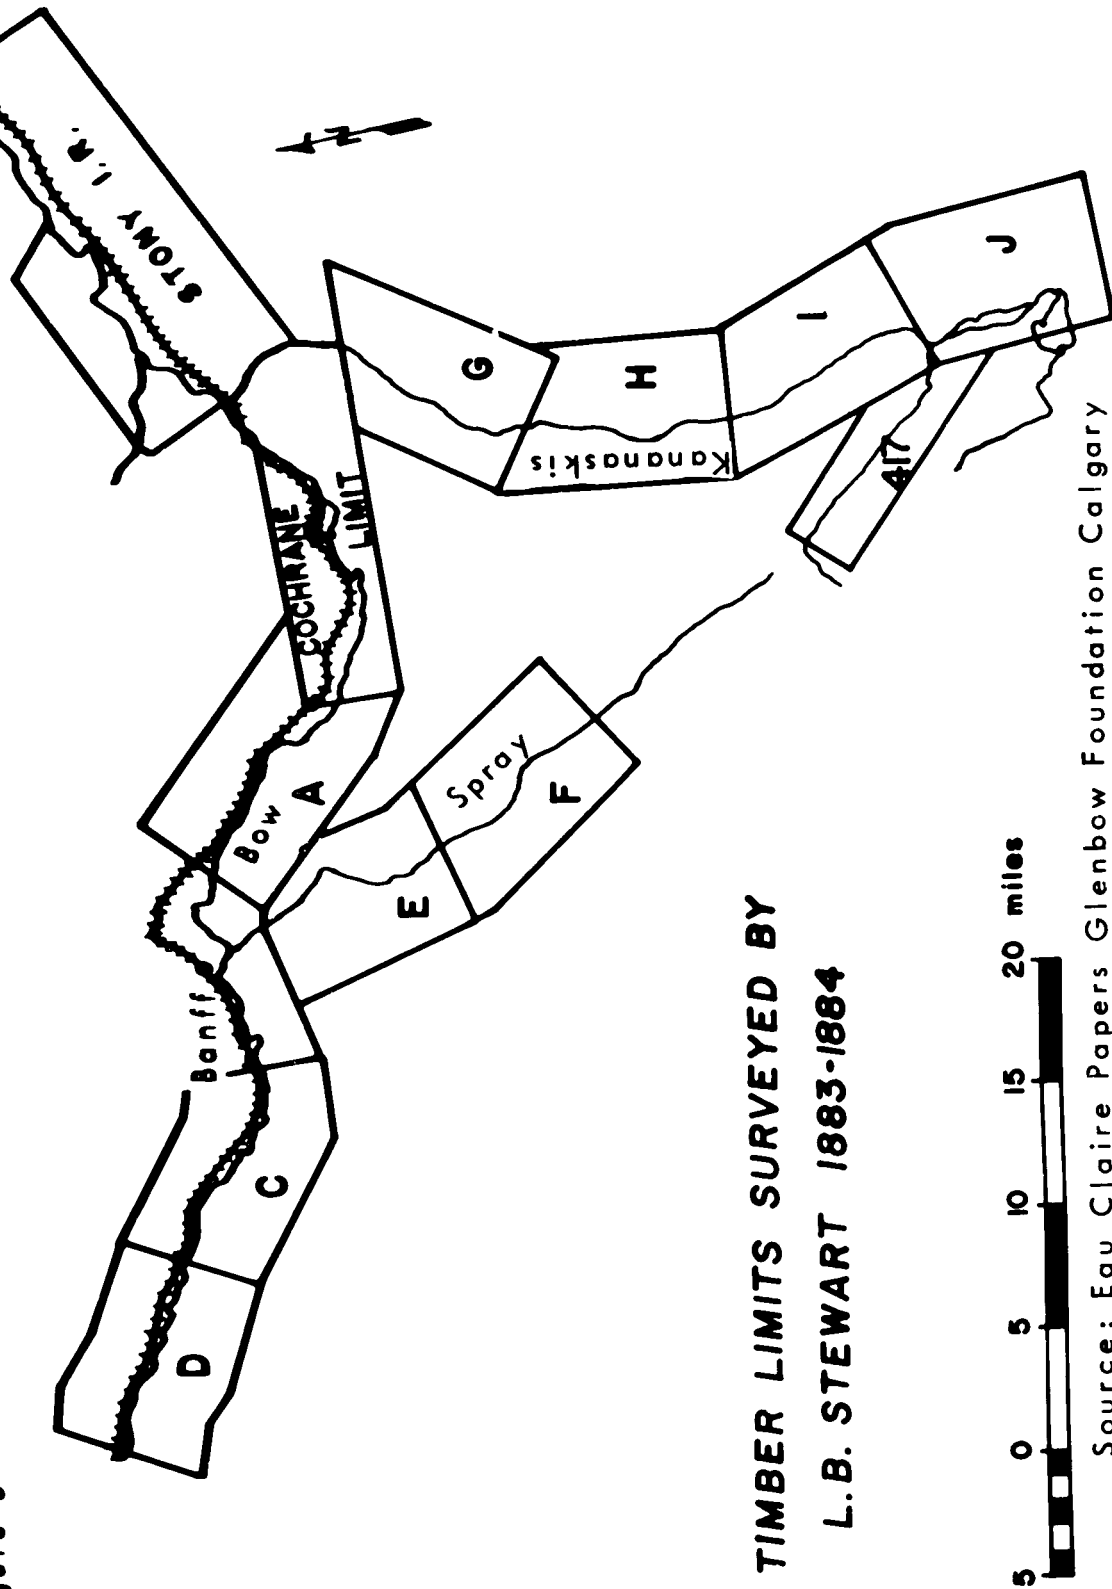 STONY I.R.
N
COCHRANE
LIMIT
G
H
I
J
Kananaskis
417
A
Bow
Spray
E
F
Banff
C
D
TIMBER LIMITS SURVEYED BY
L.B. STEWART 1883-1884
5 0 5 10 15 20 miles
Source: Eau Claire Papers Glenbow Foundation Calgary